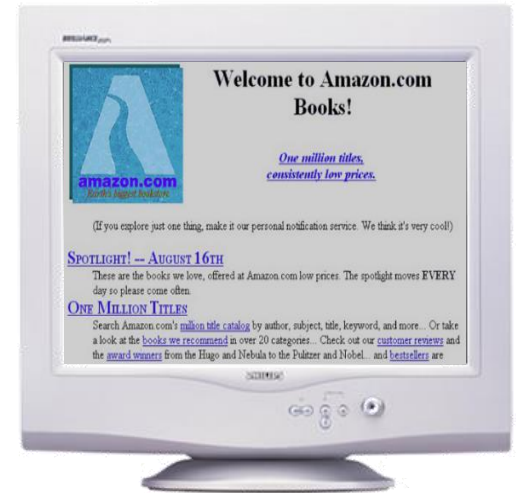 Welcome to Amazon.com
Books!
One million titles,
consistently low prices.
amazon.com
Earth's biggest bookstore
(If you explore just one thing, make it our personal notification service. We think it's very cool!)
SPOTLIGHT! -- AUGUST 16TH
These are the books we love, offered at Amazon.com low prices. The spotlight moves EVERY
day so please come often.
ONE MILLION TITLES
Search Amazon.com's million title catalog by author, subject, title, keyword, and more... Or take
a look at the books we recommend in over 20 categories... Check out our customer reviews and
the award winners from the Hugo and Nebula to the Pulitzer and Nobel... and bestsellers are